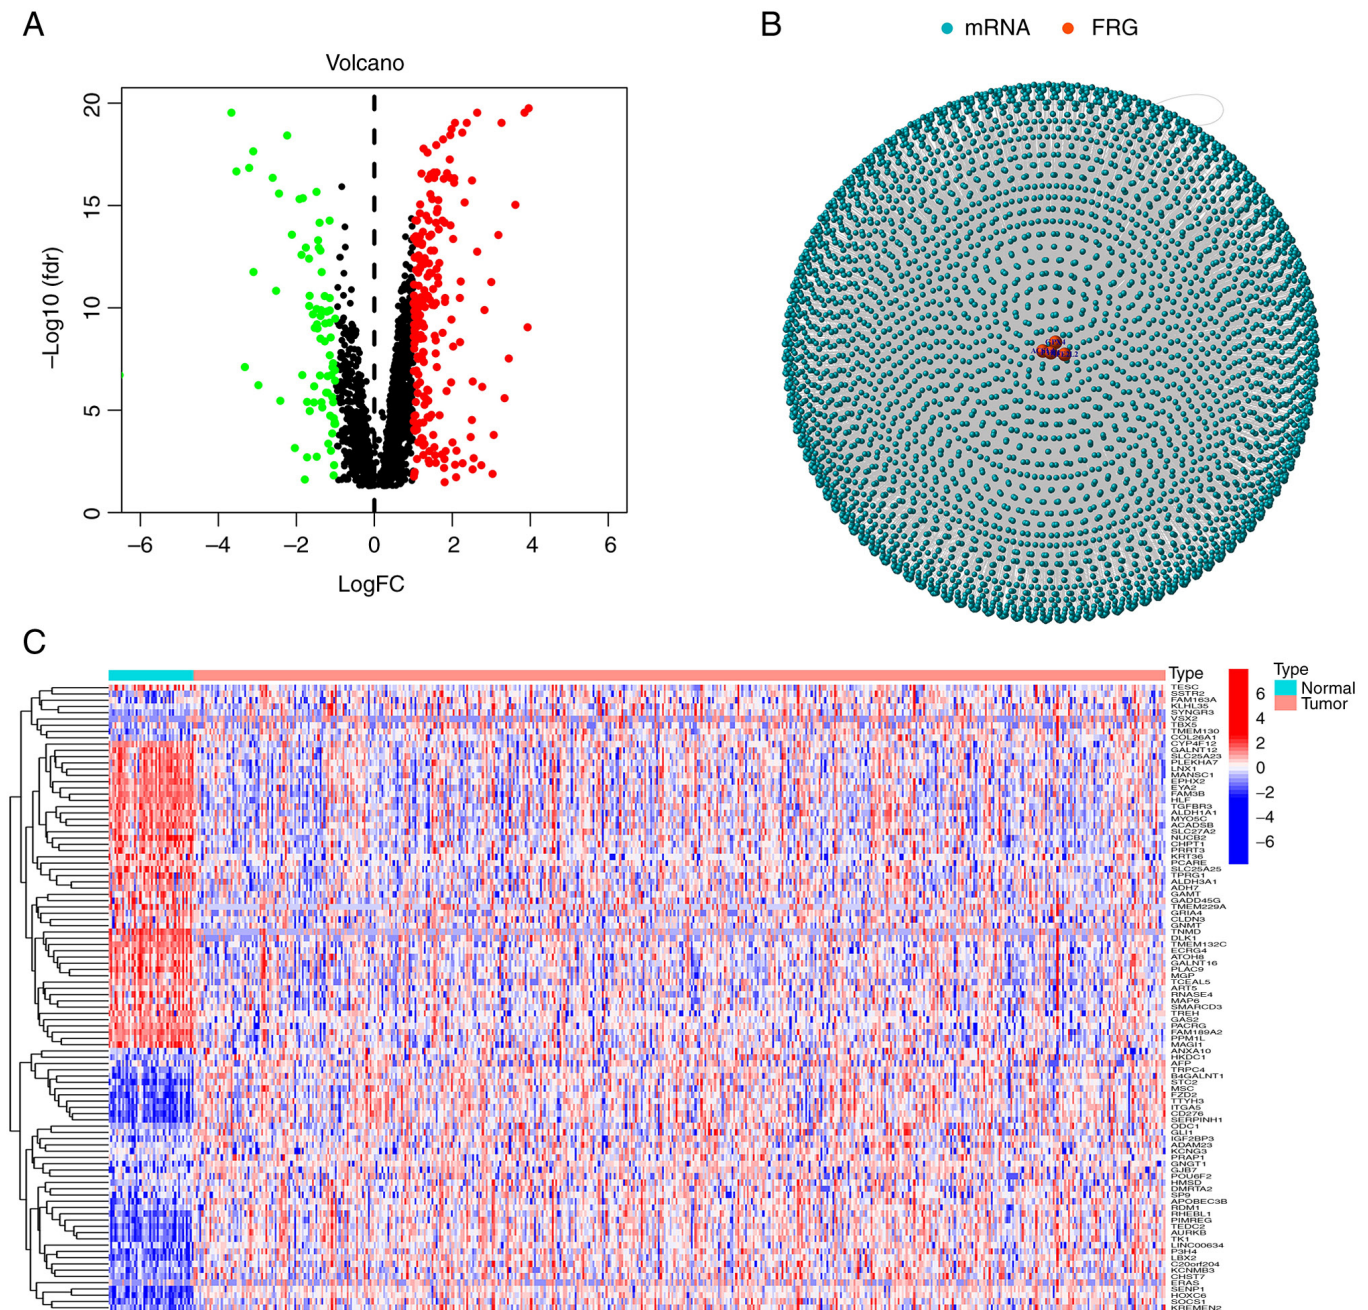 A
B
mRNA FRG
Volcano
20
15
10
5
0
−Log10 (fdr)
−6 −4 −2 0 2 4 6
LogFC
C
Type
TESC
SSTR2
FAM163A
KLHL35
SYNGR3
VSX2
TBX5
TMEM130
COL26A1
CYP4F12
GALNT12
SLC25A23
PLEKHA7
LNX1
MANSC1
EPHX2
EYA2
FAM3B
HLF
TGFBR3
ALDH1A1
MYO5C
ACADSB
SLC27A2
NUCB2
CHPT1
PGRT3
KRT36
PCARE
SLC25A25
TPRG1
ALDH3A1
ADH7
GAMT
GADD45G
TMEM229A
GRIA4
CLDN3
GNMT
TNMD
DLK1
TMEM132C
ECRG4
ATOH8
GALNT16
PLAC9
MGP
TCEAL5
ART5
RNASE4
MAP6
SMARCD3
TREH
GAS2
PACRG
FAM189A2
PPM1L
MAGI1
ANXA10
HKDC1
AFP
TRPC4
B4GALNT1
STC2
MSC
FZD2
TTYH3
ITGA5
CD276
SERPINH1
ODC1
GLI1
IGF2BP3
ADAM23
KCNG3
PRAP1
GNGT1
GJB7
POU6F2
HMSD
DMRTA2
SP9
APOBEC3B
RDM1
RHEBL1
PIMREG
TEDC2
AURKB
TK1
LINC00634
P3H4
LBX2
C20orf204
KCNMB3
CHST7
ERAS
SENP1
HOXC6
SOCS1
KREMEN2
6
4
2
0
−2
−4
−6
Type
Normal
Tumor